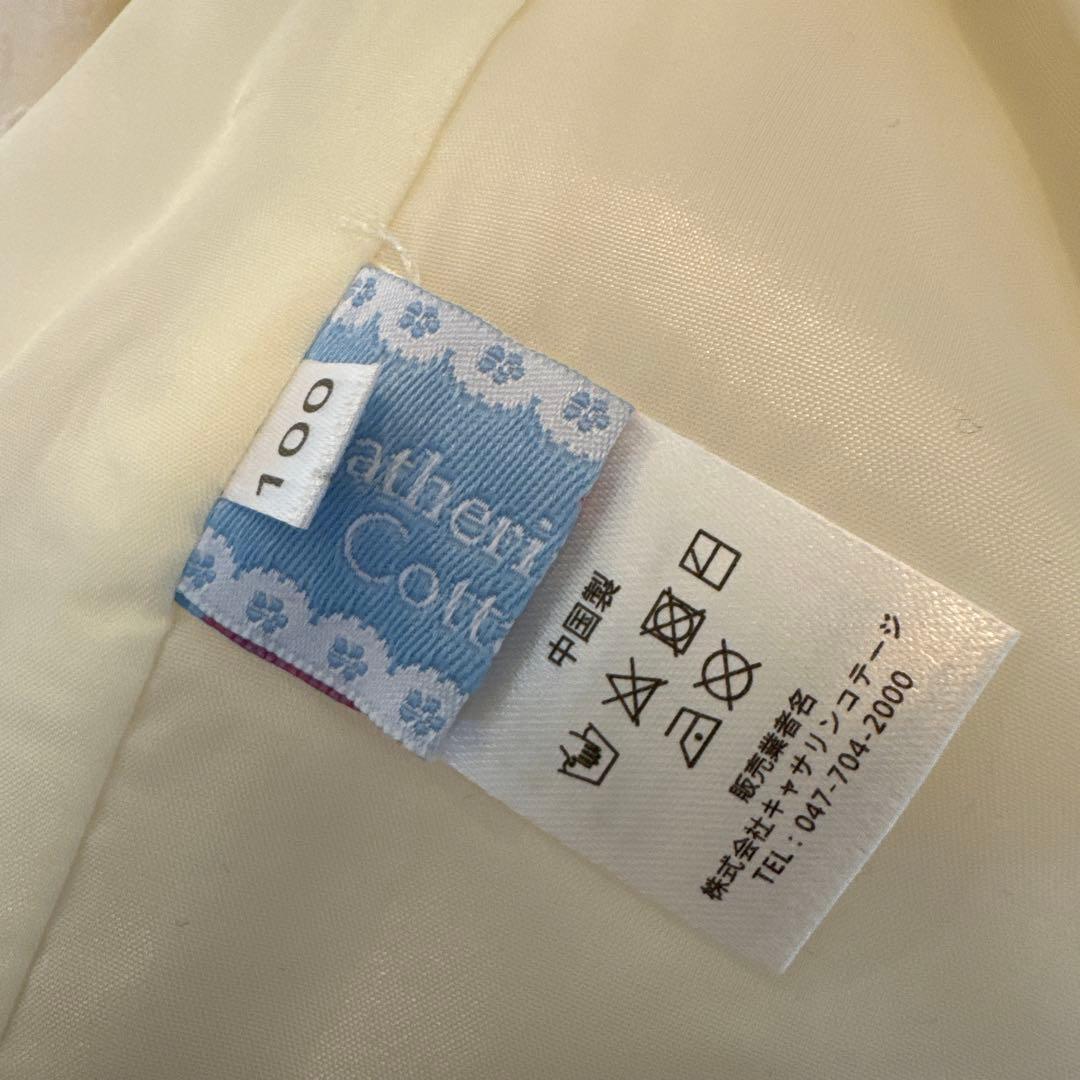 100
atheri
Cott
中国製
販売業者名
株式会社キャサリンコテージ
TEL：047-704-2000